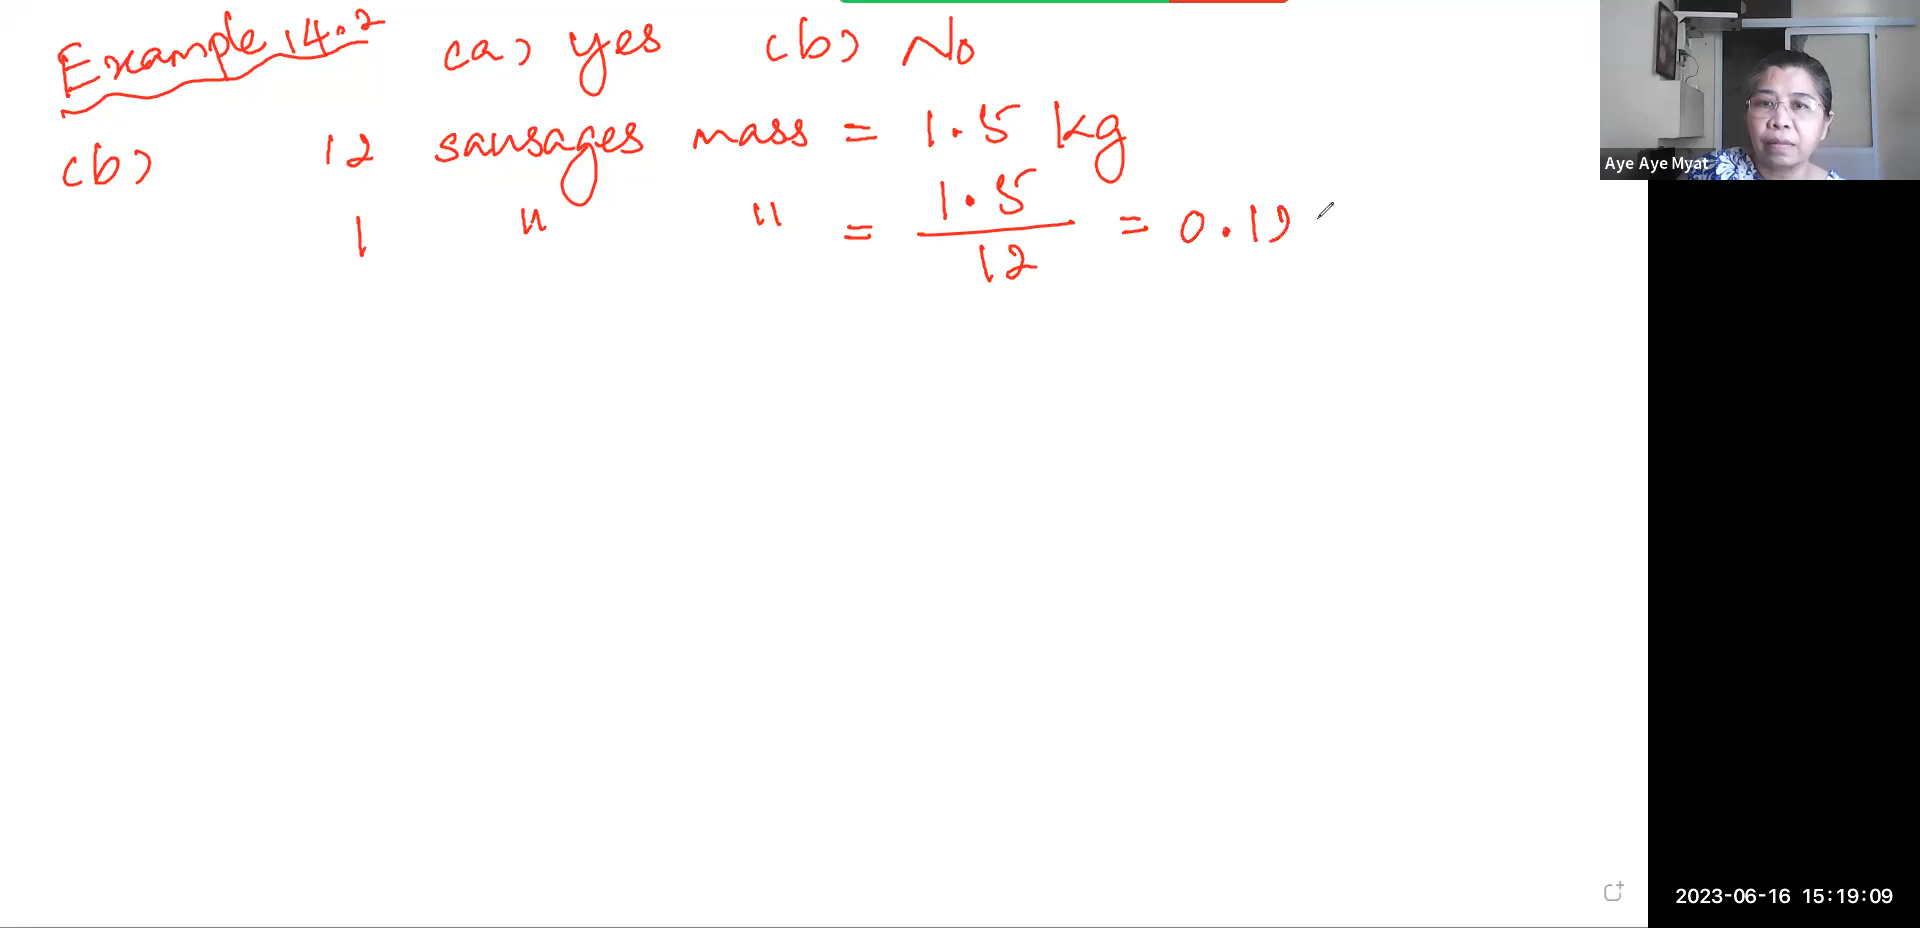 Example 14.2 (a) yes (b) No
(b) 12 sausages mass = 1.5 kg
1 " " = 1.5/12 = 0.12
Aye Aye Myat
2023-06-16 15:19:09